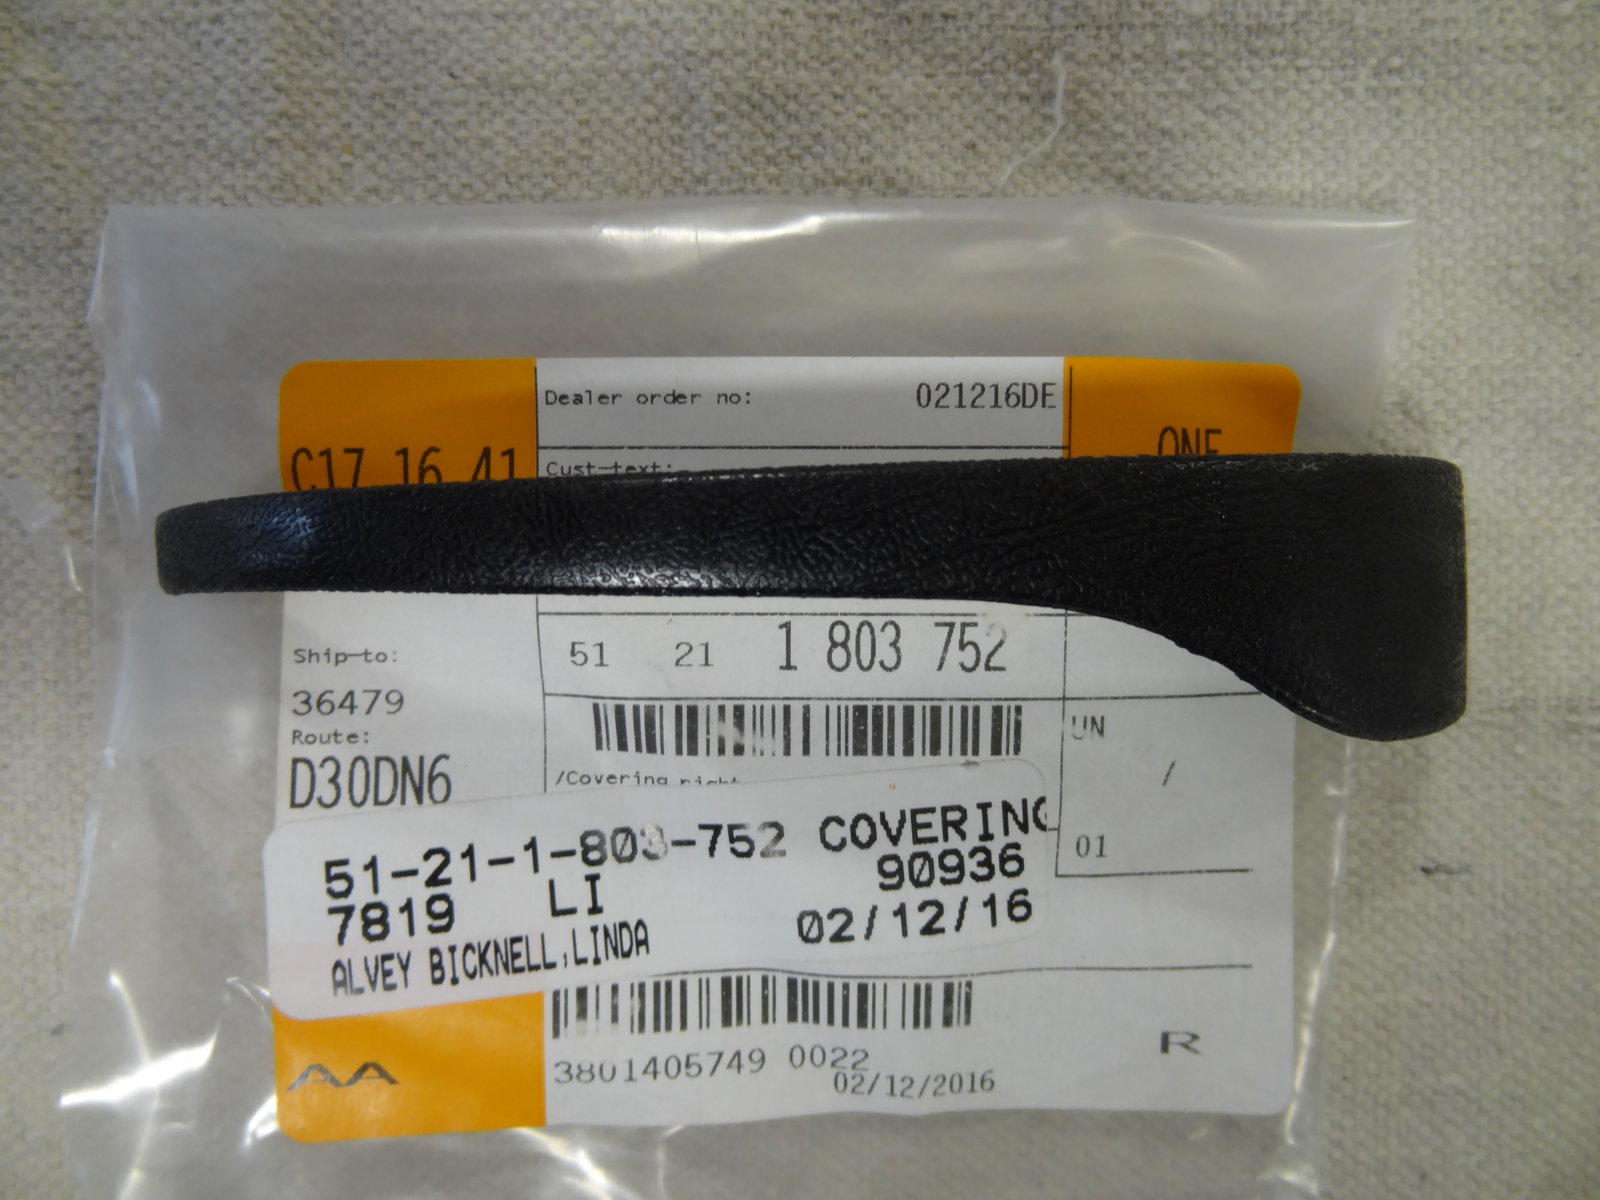 Dealer order no: 021216DE
C17 16 41
Cust-text:
ONE
Ship-to:
51 21 1 803 752
36479
Route:
D30DN6
UN
/
/Covering right
01
51-21-1-803-752 COVERING
90936
7819 LI
02/12/16
ALVEY BICKNELL,LINDA
AA
3801405749 0022
02/12/2016
R